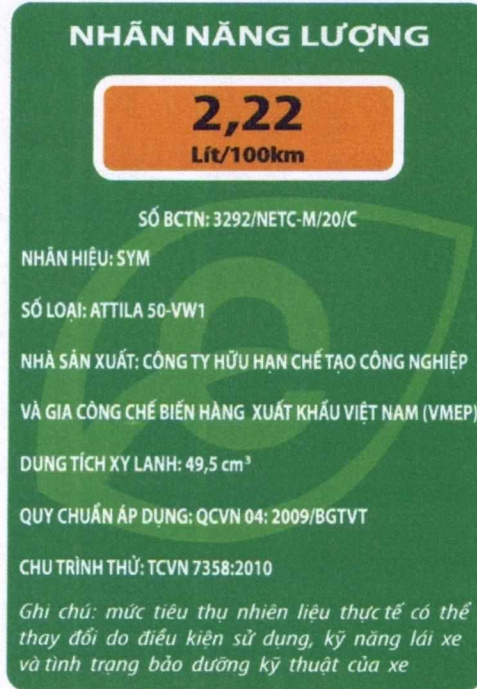 NHÃN NĂNG LƯỢNG
2,22
Lít/100km
SỐ BCTN: 3292/NETC-M/20/C
NHÃN HIỆU: SYM
SỐ LOẠI: ATTILA 50-VW1
NHÀ SẢN XUẤT: CÔNG TY HỮU HẠN CHẾ TẠO CÔNG NGHIỆP
VÀ GIA CÔNG CHẾ BIẾN HÀNG XUẤT KHẨU VIỆT NAM (VMEP)
DUNG TÍCH XY LANH: 49,5 cm³
QUY CHUẨN ÁP DỤNG: QCVN 04: 2009/BGTVT
CHU TRÌNH THỬ: TCVN 7358:2010
Ghi chú: mức tiêu thụ nhiên liệu thực tế có thể
thay đổi do điều kiện sử dụng, kỹ năng lái xe
và tình trạng bảo dưỡng kỹ thuật của xe